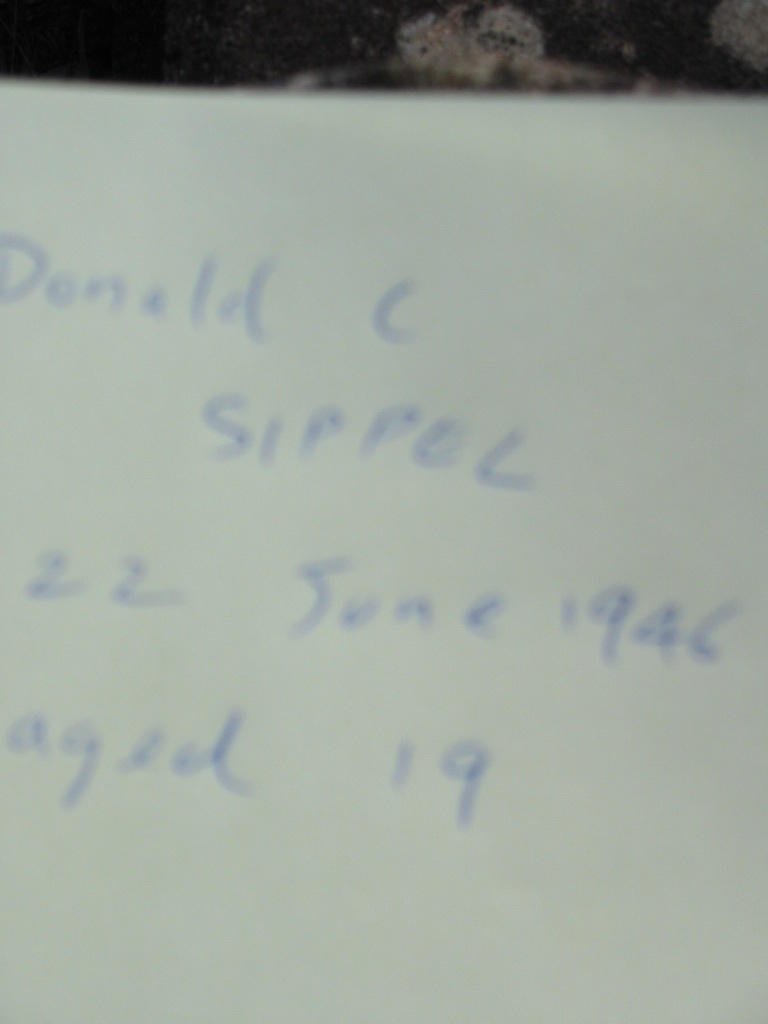 Donald C
SIPPEL
22 June 1946
aged 19